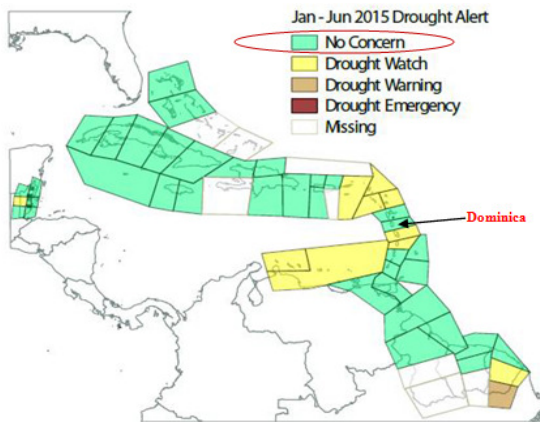 Jan - Jun 2015 Drought Alert
No Concern
Drought Watch
Drought Warning
Drought Emergency
Missing
Dominica